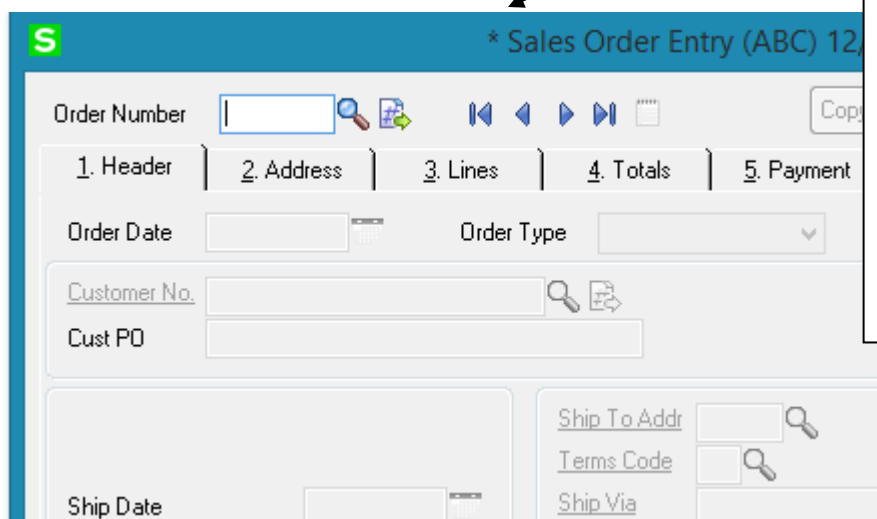 S * Sales Order Entry (ABC) 12/
Order Number Copy
1. Header 2. Address 3. Lines 4. Totals 5. Payment
Order Date Order Type
Customer No.
Cust PO
Ship To Addr
Terms Code
Ship Date Ship Via